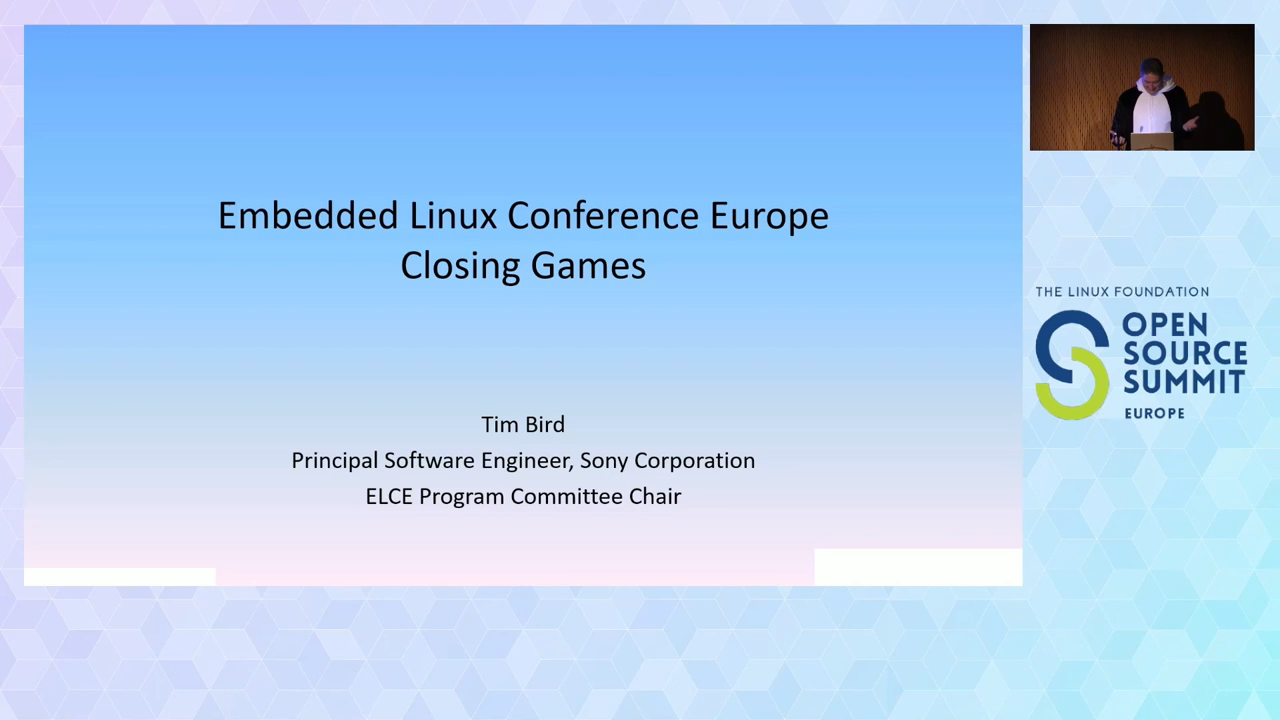 Embedded Linux Conference Europe
Closing Games
Tim Bird
Principal Software Engineer, Sony Corporation
ELCE Program Committee Chair
THE LINUX FOUNDATION
OPEN
SOURCE
SUMMIT
EUROPE